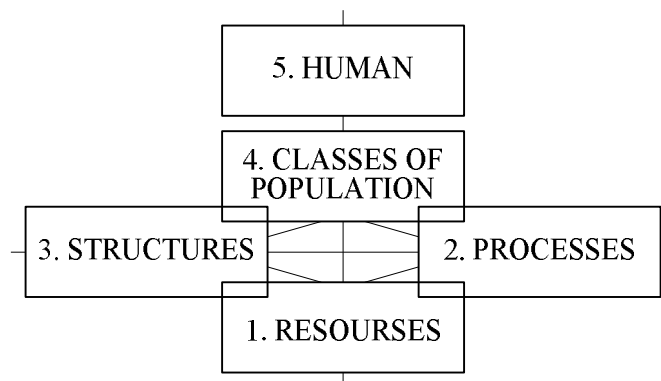 5. HUMAN
4. CLASSES OF
POPULATION
3. STRUCTURES
2. PROCESSES
1. RESOURSES